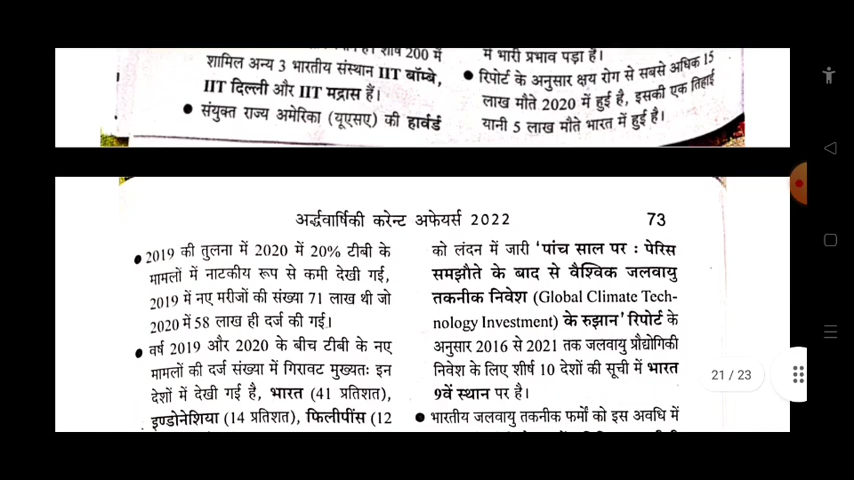 शामिल अन्य 3 भारतीय संस्थान IIT बॉम्बे,
IIT दिल्ली और IIT मद्रास हैं।
● संयुक्त राज्य अमेरिका (यूएसए) की हार्वर्ड
में भारी प्रभाव पड़ा है।
● रिपोर्ट के अनुसार क्षय रोग से सबसे अधिक 15
लाख मौते 2020 में हुई है, इसकी एक तिहाई
यानी 5 लाख मौते भारत में हुई है।
अर्द्धवार्षिकी करेन्ट अफेयर्स 2022
73
● 2019 की तुलना में 2020 में 20% टीबी के
मामलों में नाटकीय रूप से कमी देखी गई,
2019 में नए मरीजों की संख्या 71 लाख थी जो
2020 में 58 लाख ही दर्ज की गई।
● वर्ष 2019 और 2020 के बीच टीबी के नए
मामलों की दर्ज संख्या में गिरावट मुख्यतः इन
देशों में देखी गई है, भारत (41 प्रतिशत),
इण्डोनेशिया (14 प्रतिशत), फिलीपींस (12
को लंदन में जारी 'पांच साल पर : पेरिस
समझौते के बाद से वैश्विक जलवायु
तकनीक निवेश (Global Climate Tech-
nology Investment) के रुझान' रिपोर्ट के
अनुसार 2016 से 2021 तक जलवायु प्रौद्योगिकी
निवेश के लिए शीर्ष 10 देशों की सूची में भारत
9वें स्थान पर है।
● भारतीय जलवायु तकनीक फर्मों को इस अवधि में
21 / 23